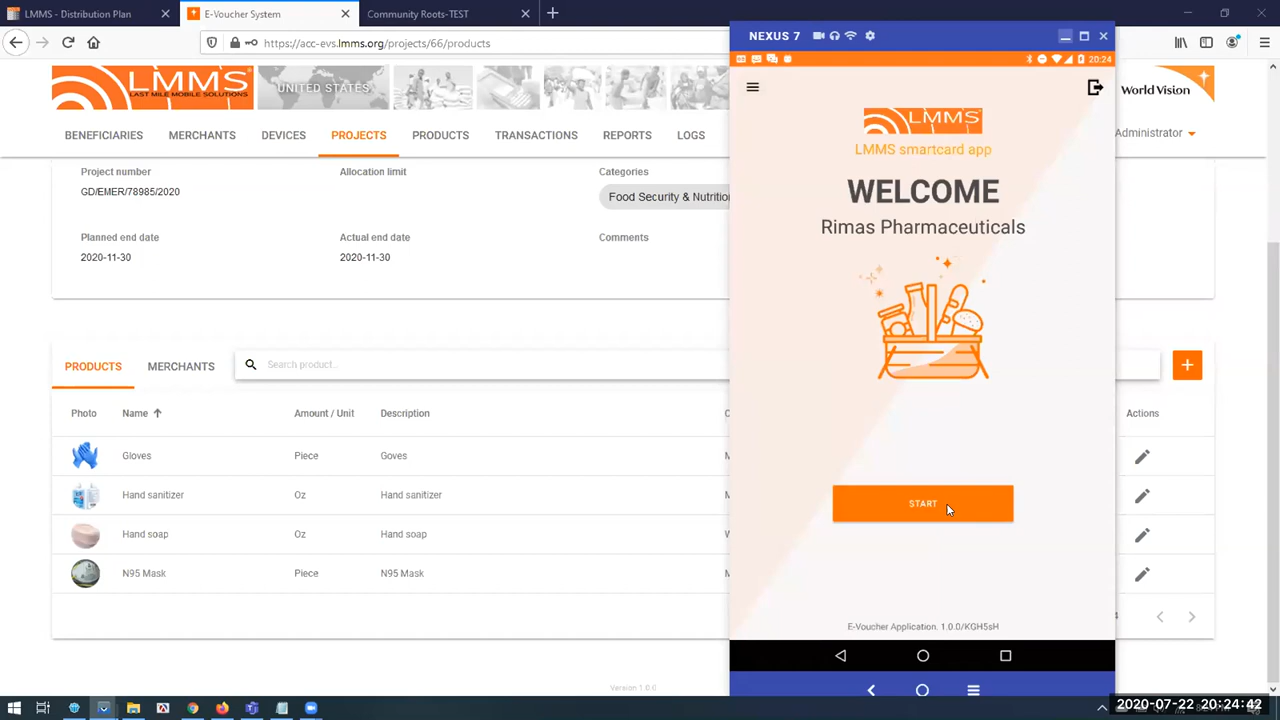 LMMS - Distribution Plan
E-Voucher System
Community Roots-TEST
https://acc-evs.lmms.org/projects/66/products
LMMS
LAST MILE MOBILE SOLUTIONS
UNITED STATES
World Vision
BENEFICIARIES MERCHANTS DEVICES PROJECTS PRODUCTS TRANSACTIONS REPORTS LOGS
Administrator
Project number
Allocation limit
Categories
GD/EMER/78985/2020
Food Security & Nutrition
Planned end date
Actual end date
Comments
2020-11-30
2020-11-30
PRODUCTS MERCHANTS
Search product...
Photo Name Amount / Unit Description
Actions
Gloves Piece Goves
Hand sanitizer Oz Hand sanitizer
Hand soap Oz Hand soap
N95 Mask Piece N95 Mask
Version 1.0.0
NEXUS 7
20:24
LMMS
LMMS smartcard app
WELCOME
Rimas Pharmaceuticals
START
E-Voucher Application. 1.0.0/KGH5sH
2020-07-22 20:24:42